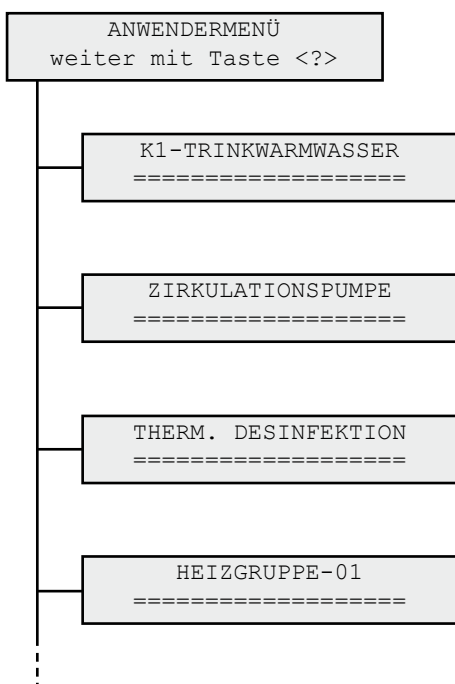 ANWENDERMENÜ
weiter mit Taste <?>
K1-TRINKWARMWASSER
===================
ZIRKULATIONSPUMPE
===================
THERM. DESINFEKTION
===================
HEIZGRUPPE-01
===================